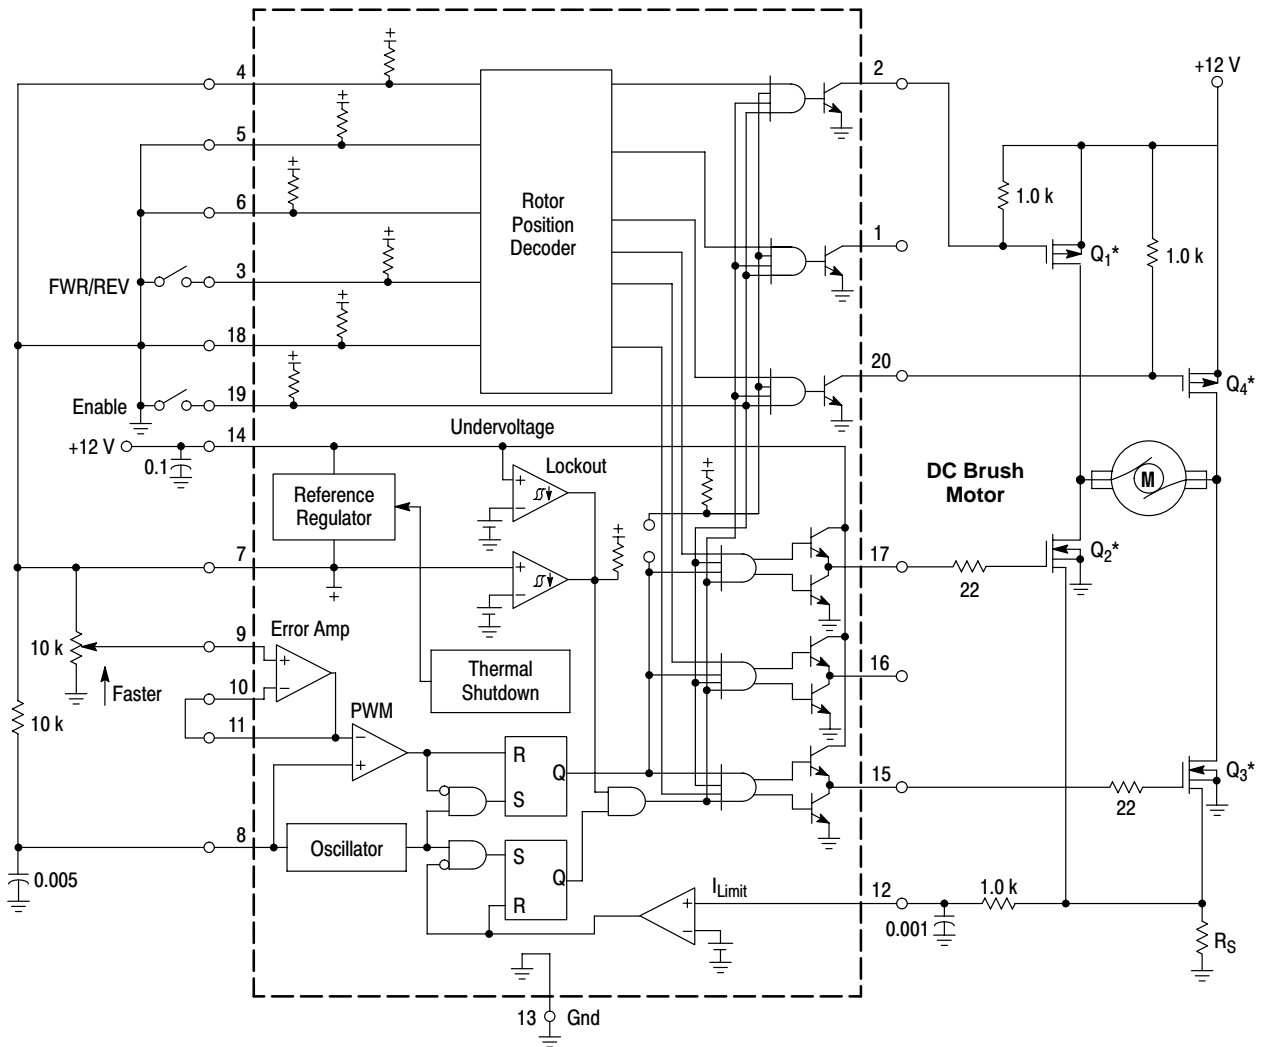 4
2
+12 V
5
1.0 k
6
Rotor
Position
Decoder
1
Q1*
1.0 k
FWR/REV
3
18
20
Q4*
Enable
19
+12 V
14
Undervoltage
0.1
Lockout
DC Brush
Motor
M
Reference
Regulator
7
17
Q2*
22
Error Amp
10 k
9
Thermal
Shutdown
16
Faster
10
10 k
11
PWM
R
Q
S
15
Q3*
22
8
Oscillator
S
Q
R
0.005
ILimit
12
1.0 k
0.001
RS
13
Gnd